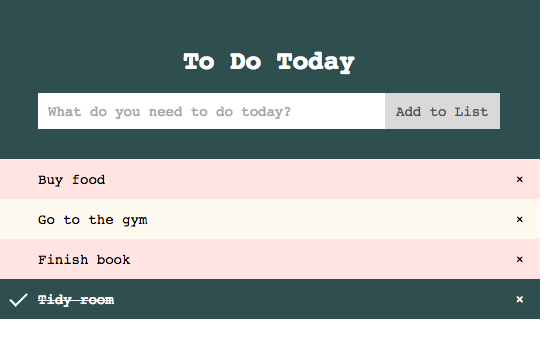 To Do Today
What do you need to do today? Add to List
Buy food ×
Go to the gym ×
Finish book ×
Tidy room ×